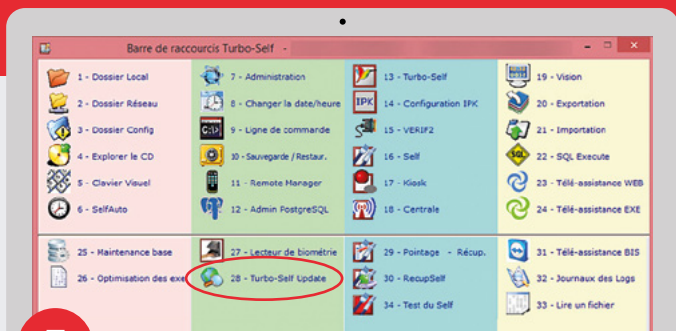 Barre de raccourcis Turbo-Self -
1 - Dossier Local
2 - Dossier Réseau
3 - Dossier Config
4 - Explorer le CD
5 - Clavier Visuel
6 - SelfAuto
7 - Administration
8 - Changer la date/heure
9 - Ligne de commande
10 - Sauvegarde / Restaur.
11 - Remote Manager
12 - Admin PostgreSQL
13 - Turbo-Self
14 - Configuration IPK
15 - VERIF2
16 - Self
17 - Kiosk
18 - Centrale
19 - Vision
20 - Exportation
21 - Importation
22 - SQL Execute
23 - Télé-assistance WEB
24 - Télé-assistance EXE
25 - Maintenance base
26 - Optimisation des exe
27 - Lecteur de biométrie
28 - Turbo-Self Update
29 - Pointage - Récup.
30 - RecupSelf
34 - Test du Self
31 - Télé-assistance BIS
32 - Journaux des Logs
33 - Lire un fichier
C:\>
IPK
SQL